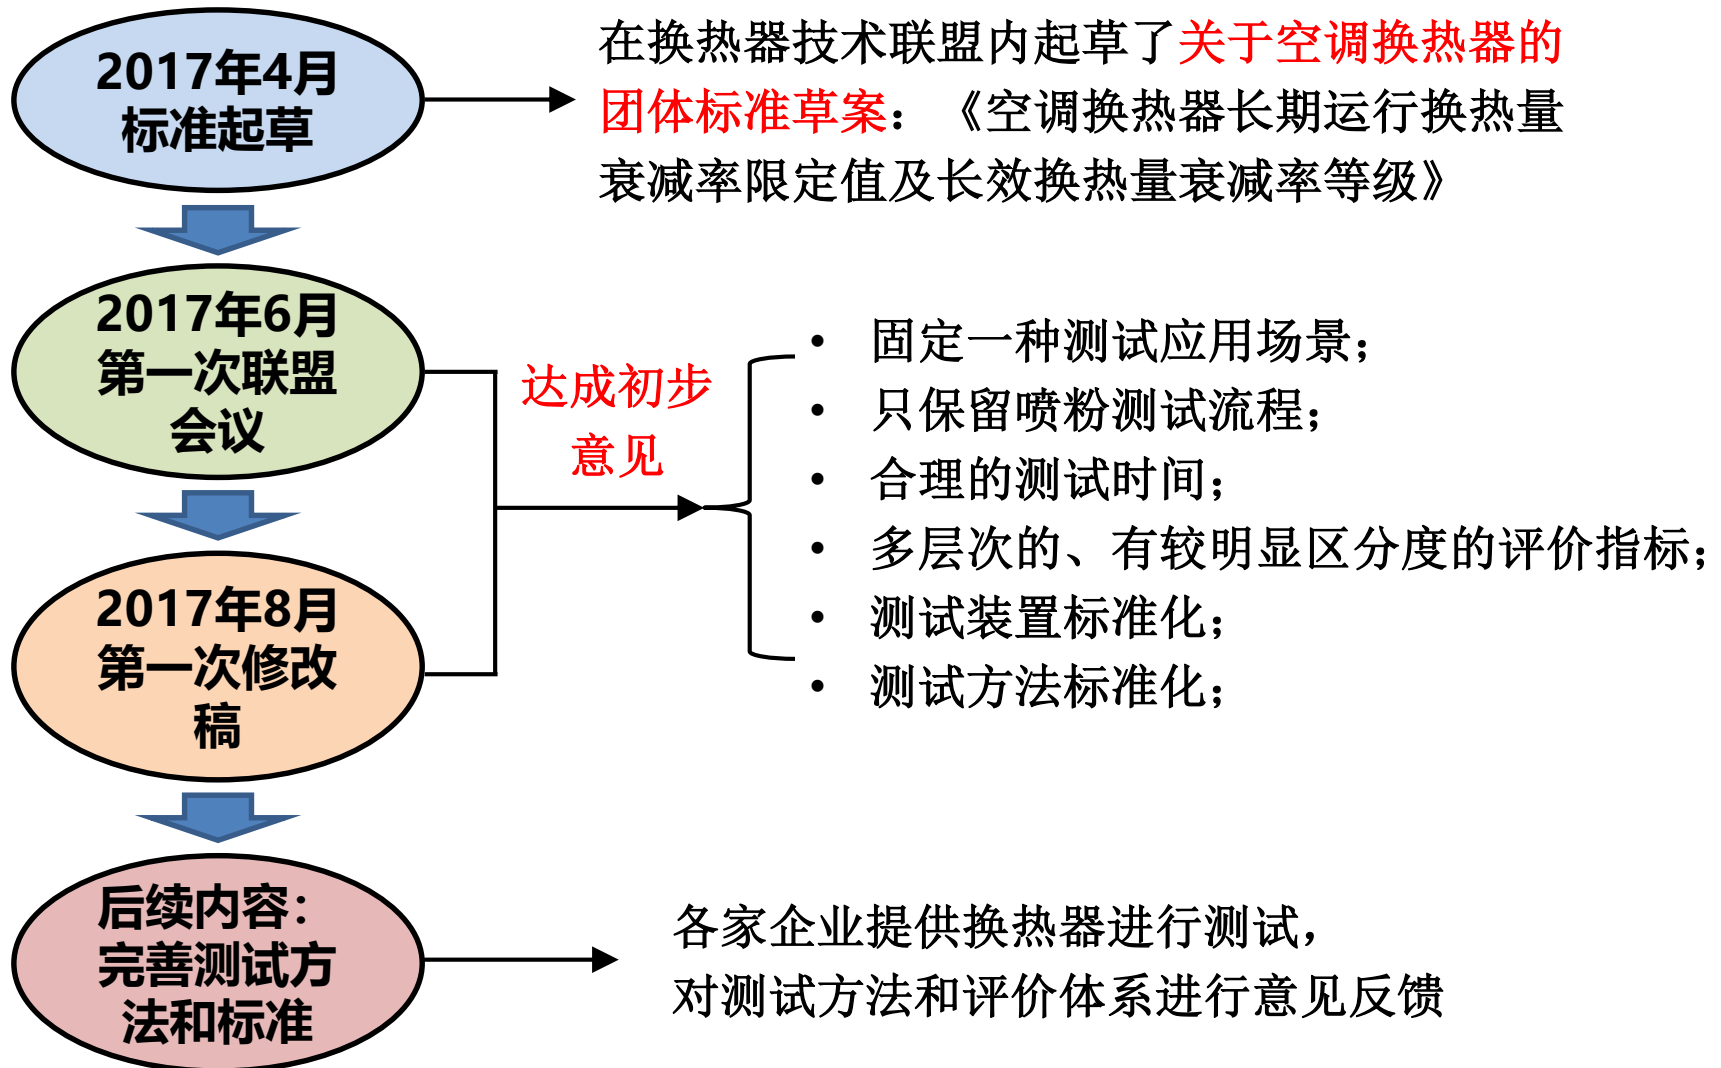 2017年4月
标准起草
在换热器技术联盟内起草了关于空调换热器的
团体标准草案：《空调换热器长期运行换热量
衰减率限定值及长效换热量衰减率等级》
2017年6月
第一次联盟
会议
达成初步
意见
• 固定一种测试应用场景；
• 只保留喷粉测试流程；
• 合理的测试时间；
• 多层次的、有较明显区分度的评价指标；
• 测试装置标准化；
• 测试方法标准化；
2017年8月
第一次修改
稿
后续内容：
完善测试方
法和标准
各家企业提供换热器进行测试，
对测试方法和评价体系进行意见反馈